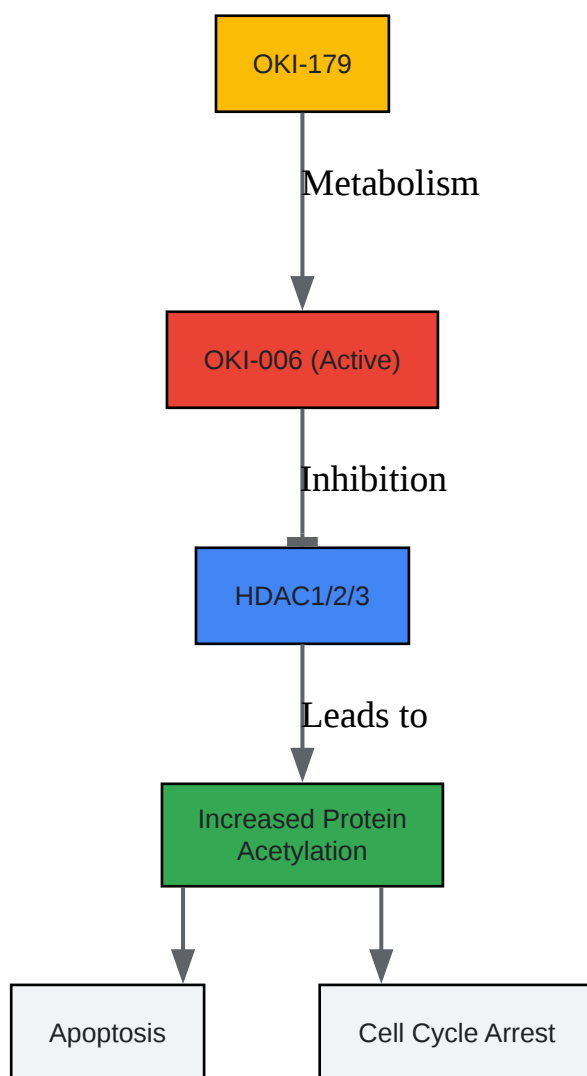 OKI-179
Metabolism
OKI-006 (Active)
Inhibition
HDAC1/2/3
Leads to
Increased Protein
Acetylation
Apoptosis
Cell Cycle Arrest